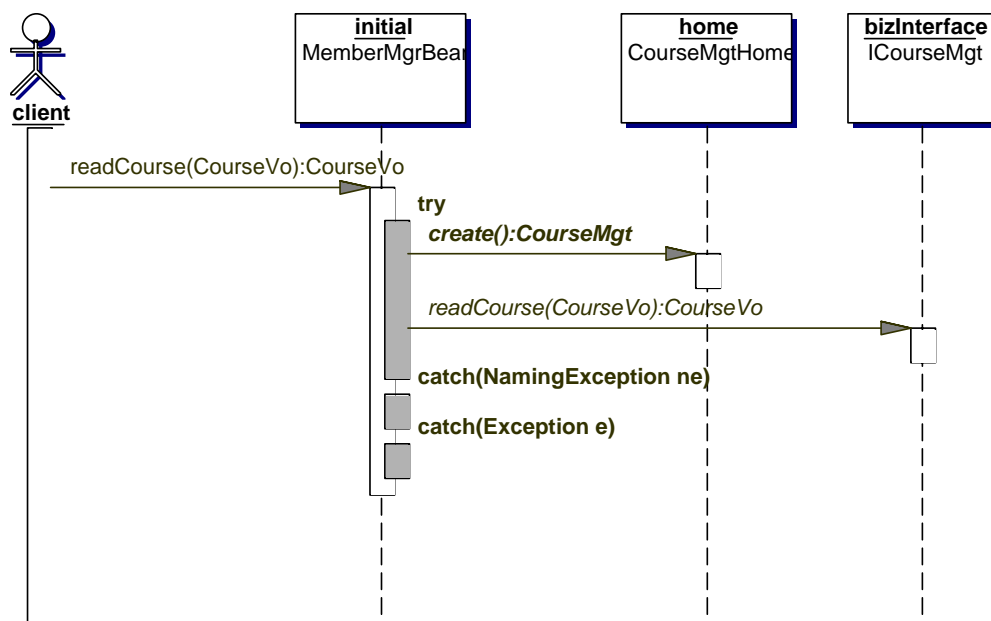 initial
MemberMgrBean
home
CourseMgtHome
bizInterface
ICourseMgt
client
readCourse(CourseVo):CourseVo
try
create():CourseMgt
readCourse(CourseVo):CourseVo
catch(NamingException ne)
catch(Exception e)